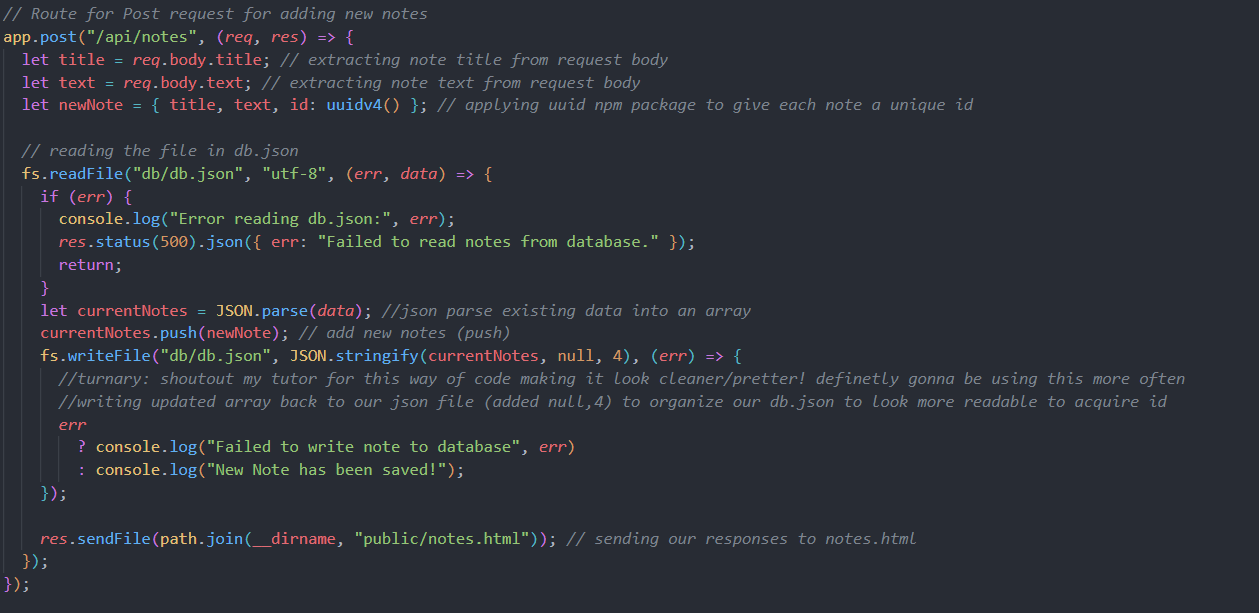 // Route for Post request for adding new notes
app.post("/api/notes", (req, res) => {
  let title = req.body.title; // extracting note title from request body
  let text = req.body.text; // extracting note text from request body
  let newNote = { title, text, id: uuidv4() }; // applying uuid npm package to give each note a unique id

  // reading the file in db.json
  fs.readFile("db/db.json", "utf-8", (err, data) => {
    if (err) {
      console.log("Error reading db.json:", err);
      res.status(500).json({ err: "Failed to read notes from database." });
      return;
    }
    let currentNotes = JSON.parse(data); //json parse existing data into an array
    currentNotes.push(newNote); // add new notes (push)
    fs.writeFile("db/db.json", JSON.stringify(currentNotes, null, 4), (err) => {
      //turnary: shoutout my tutor for this way of code making it look cleaner/pretter! definetly gonna be using this more often
      //writing updated array back to our json file (added null,4) to organize our db.json to look more readable to acquire id
      err
        ? console.log("Failed to write note to database", err)
        : console.log("New Note has been saved!");
    });

    res.sendFile(path.join(__dirname, "public/notes.html")); // sending our responses to notes.html
  });
});